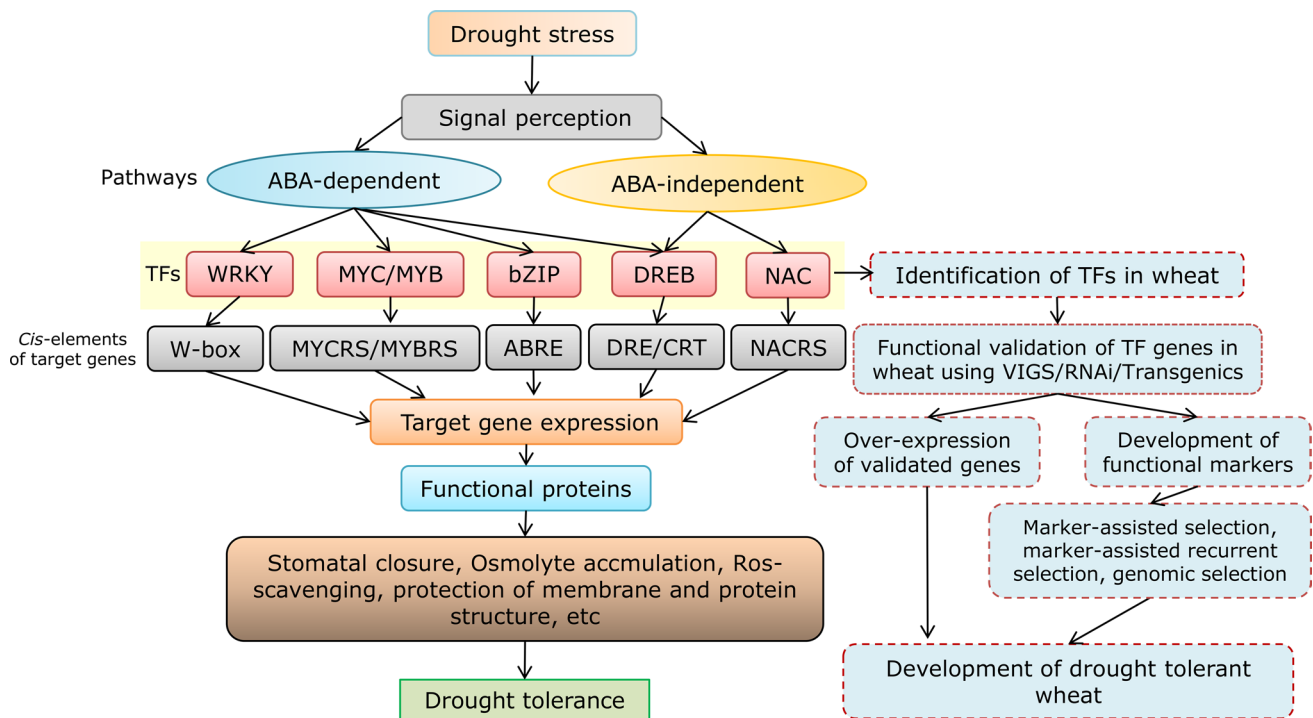 Drought stress
Signal perception
Pathways
ABA-dependent
ABA-independent
TFs
WRKY
MYC/MYB
bZIP
DREB
NAC
Cis-elements
of target genes
W-box
MYCRS/MYBRS
ABRE
DRE/CRT
NACRS
Target gene expression
Functional proteins
Stomatal closure, Osmolyte accmulation, Ros-
scavenging, protection of membrane and protein
structure, etc
Drought tolerance
Identification of TFs in wheat
Functional validation of TF genes in
wheat using VIGS/RNAi/Transgenics
Over-expression
of validated genes
Development of
functional markers
Marker-assisted selection,
marker-assisted recurrent
selection, genomic selection
Development of drought tolerant
wheat